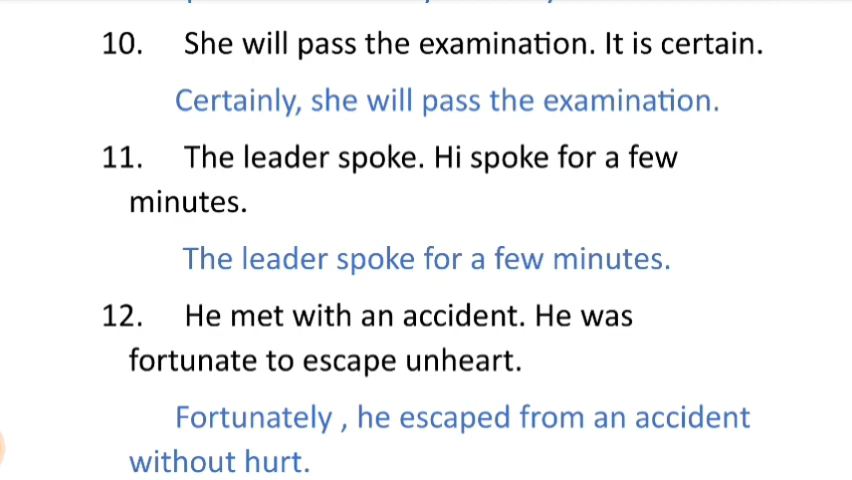 10. She will pass the examination. It is certain.
Certainly, she will pass the examination.
11. The leader spoke. Hi spoke for a few
minutes.
The leader spoke for a few minutes.
12. He met with an accident. He was
fortunate to escape unheart.
Fortunately , he escaped from an accident
without hurt.